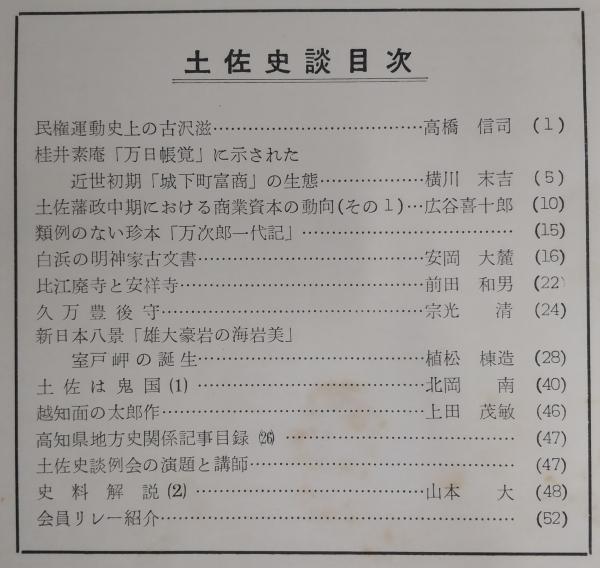 土佐史談目次
民権運動史上の古沢滋………………………………高橋 信司 (1)
桂井素庵「万日帳覚」に示された
近世初期「城下町富商」の生態………………横川 末吉 (5)
土佐藩政中期における商業資本の動向(その1)…広谷喜十郎 (10)
類例のない珍本「万次郎一代記」……………………………… (15)
白浜の明神家古文書…………………………………安岡 大麓 (16)
比江廃寺と安祥寺……………………………………前田 和男 (22)
久万豊後守……………………………………………宗光 清 (24)
新日本八景「雄大豪岩の海岩美」
室戸岬の誕生…………………………………植松 棟造 (28)
土佐は鬼国(1)…………………………………北岡 南 (40)
越知面の太郎作………………………………………上田 茂敏 (46)
高知県地方史関係記事目録 ㉖ ………………………………… (47)
土佐史談例会の演題と講師……………………………………… (47)
史料解説(2)…………………………………山本 大 (48)
会員リレー紹介…………………………………………………… (52)